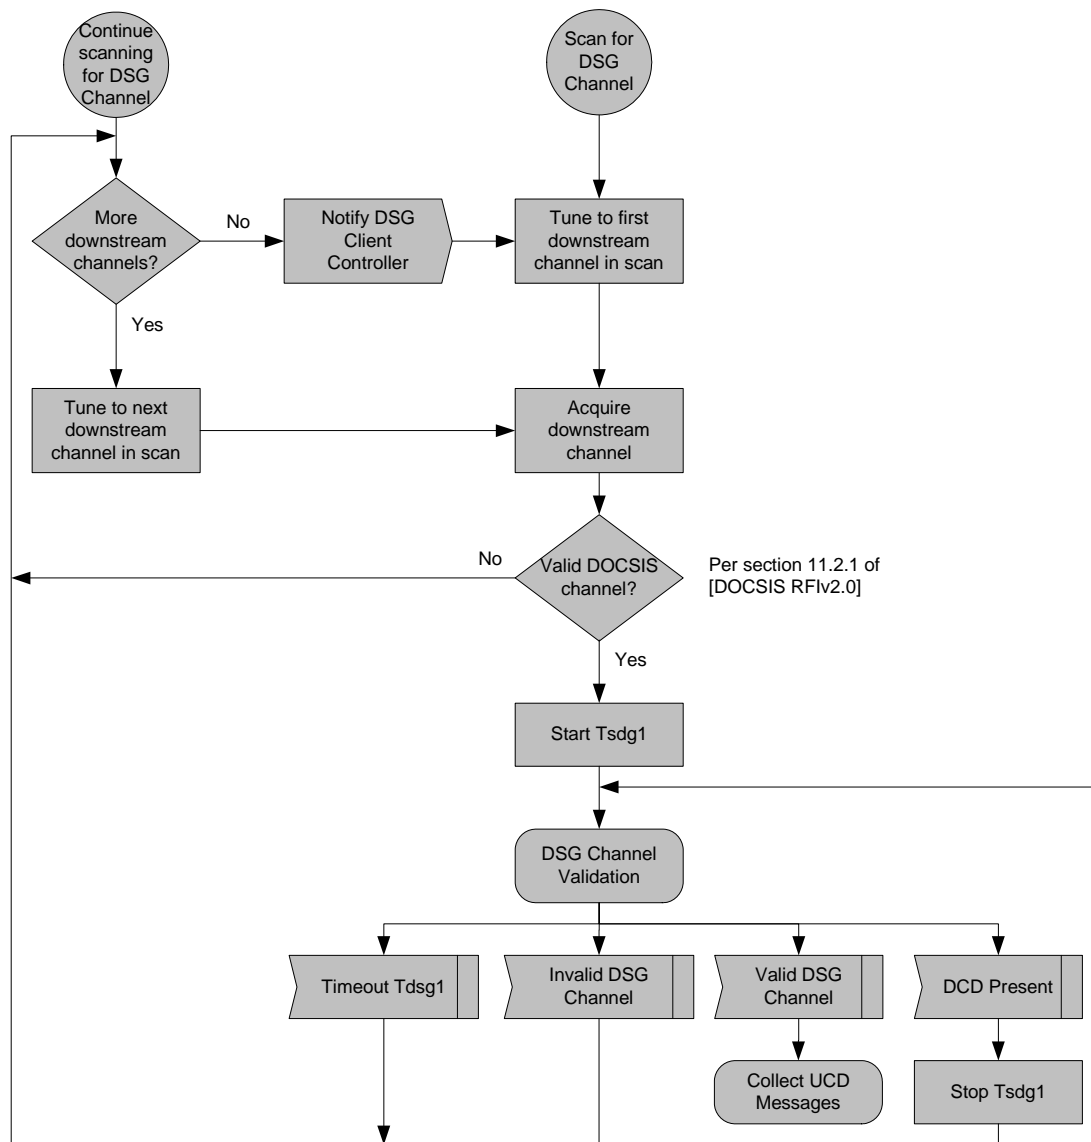 Continue
scanning
for DSG
Channel
Scan for
DSG
Channel
More
downstream
channels?
No
Notify DSG
Client
Controller
Tune to first
downstream
channel in scan
Yes
Tune to next
downstream
channel in scan
Acquire
downstream
channel
No
Valid DOCSIS
channel?
Per section 11.2.1 of
[DOCSIS RFIv2.0]
Yes
Start Tsdg1
DSG Channel
Validation
Timeout Tdsg1
Invalid DSG
Channel
Valid DSG
Channel
DCD Present
Collect UCD
Messages
Stop Tsdg1